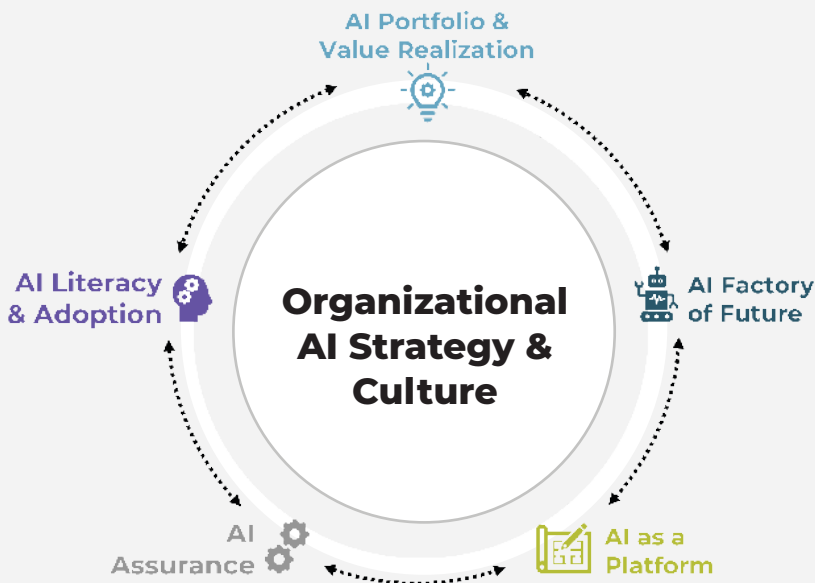 AI Portfolio &
Value Realization
AI Literacy
& Adoption
Organizational
AI Strategy &
Culture
AI Factory
of Future
AI
Assurance
AI as a
Platform